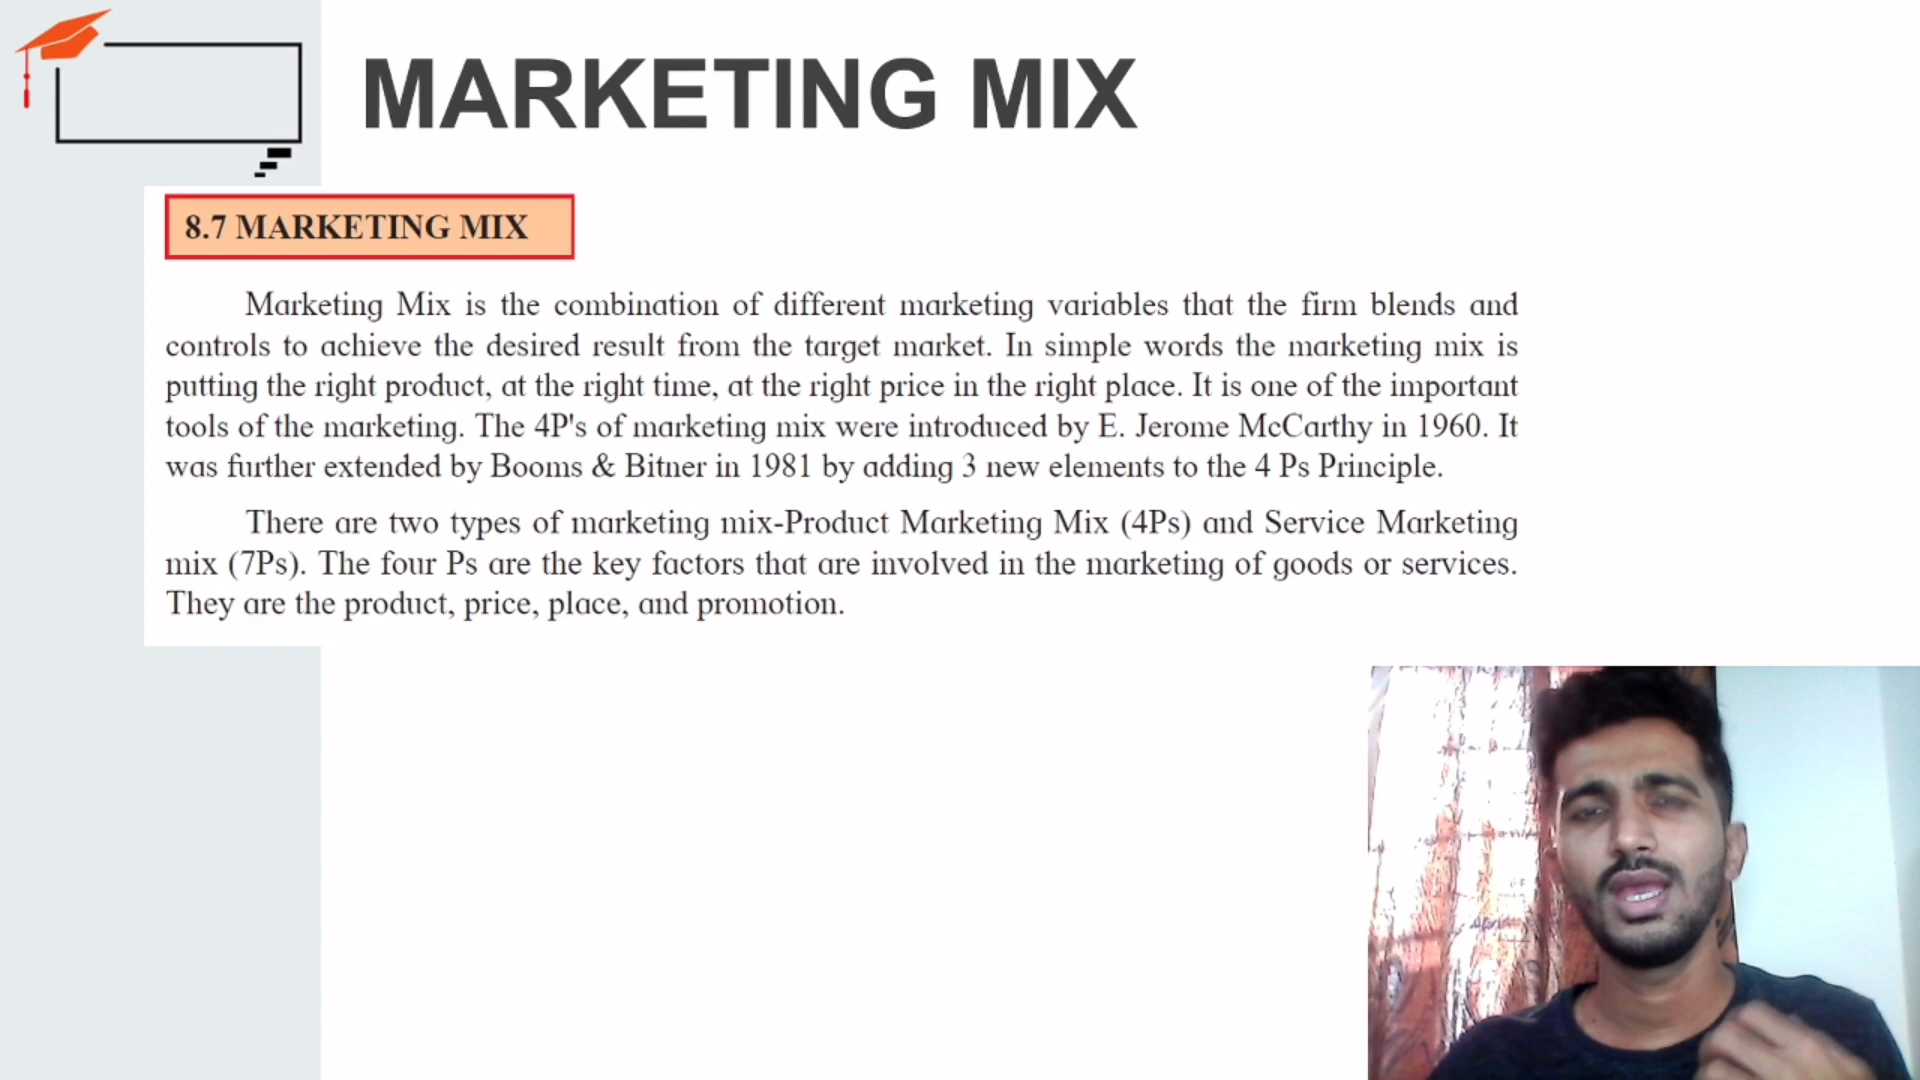 MARKETING MIX
8.7 MARKETING MIX
Marketing Mix is the combination of different marketing variables that the firm blends and
controls to achieve the desired result from the target market. In simple words the marketing mix is
putting the right product, at the right time, at the right price in the right place. It is one of the important
tools of the marketing. The 4P's of marketing mix were introduced by E. Jerome McCarthy in 1960. It
was further extended by Booms & Bitner in 1981 by adding 3 new elements to the 4 Ps Principle.
There are two types of marketing mix-Product Marketing Mix (4Ps) and Service Marketing
mix (7Ps). The four Ps are the key factors that are involved in the marketing of goods or services.
They are the product, price, place, and promotion.